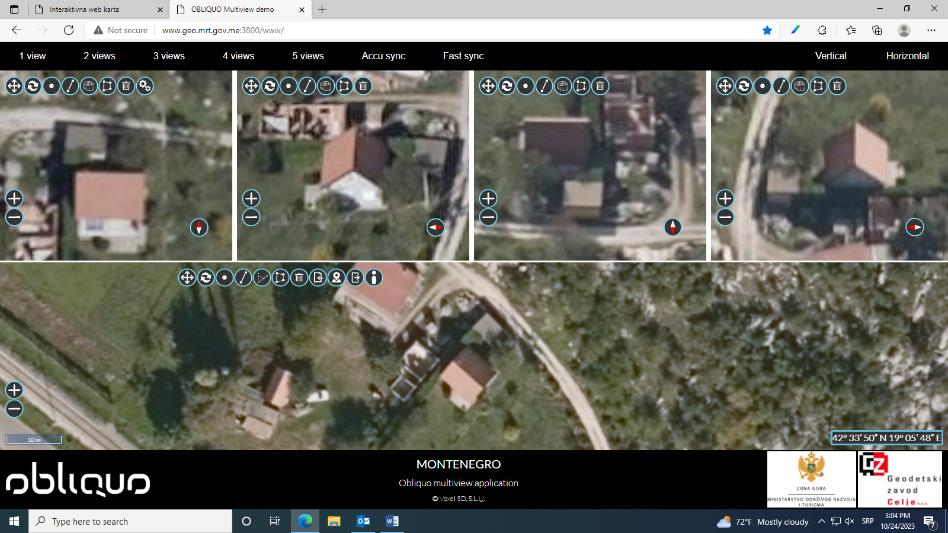 Interaktivna web karta
OBLIQUO Multiview demo
Not secure
www.geo.mrt.gov.me:3800/www/
1 view
2 views
3 views
4 views
5 views
Accu sync
Fast sync
Vertical
Horizontal
10 m
42° 33′ 50″ N 19° 05′ 48″ E
obliquo
MONTENEGRO
Obliquo multiview application
© Voxel 3D, S.L.U.
CRNA GORA
MINISTARSTVO ODRŽIVOG RAZVOJA
I TURIZMA
GZ
Geodetski
zavod
Celje d.o.o.
Type here to search
72°F Mostly cloudy
SRP
3:04 PM
10/24/2023